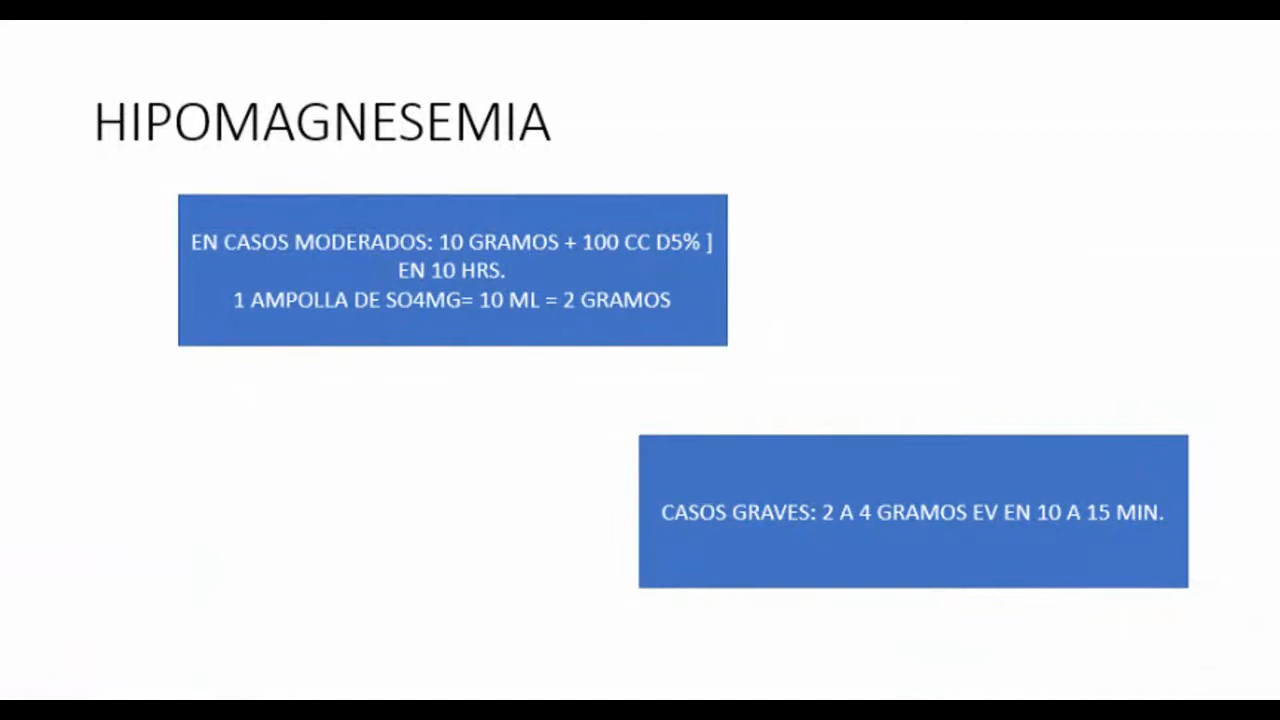 HIPOMAGNESEMIA
EN CASOS MODERADOS: 10 GRAMOS + 100 CC D5% ]
EN 10 HRS.
1 AMPOLLA DE SO4MG= 10 ML = 2 GRAMOS
CASOS GRAVES: 2 A 4 GRAMOS EV EN 10 A 15 MIN.